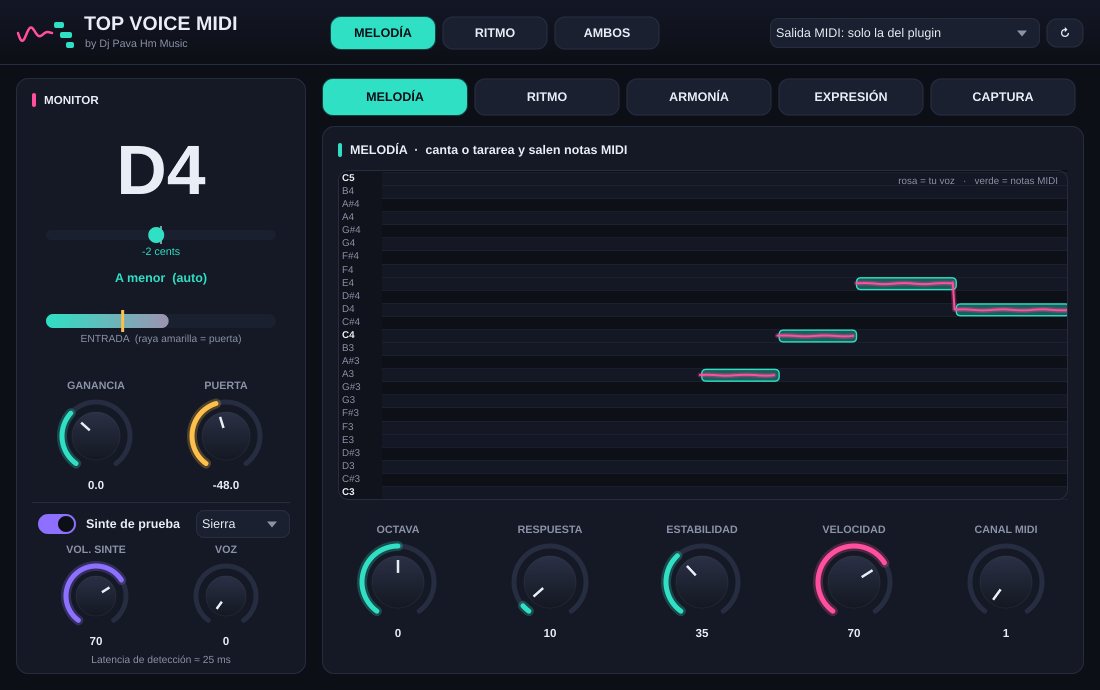 TOP VOICE MIDI
by Dj Pava Hm Music
MELODÍA
RITMO
AMBOS
Salida MIDI: solo la del plugin
MONITOR
D4
-2 cents
A menor (auto)
ENTRADA (raya amarilla = puerta)
GANANCIA
PUERTA
0.0
-48.0
Sinte de prueba
Sierra
VOL. SINTE
VOZ
70
0
Latencia de detección ≈ 25 ms
MELODÍA
RITMO
ARMONÍA
EXPRESIÓN
CAPTURA
MELODÍA · canta o tararea y salen notas MIDI
rosa = tu voz · verde = notas MIDI
C5
B4
A#4
A4
G#4
G4
F#4
F4
E4
D#4
D4
C#4
C4
B3
A#3
A3
G#3
G3
F#3
F3
E3
D#3
D3
C#3
C3
OCTAVA
RESPUESTA
ESTABILIDAD
VELOCIDAD
CANAL MIDI
0
10
35
70
1